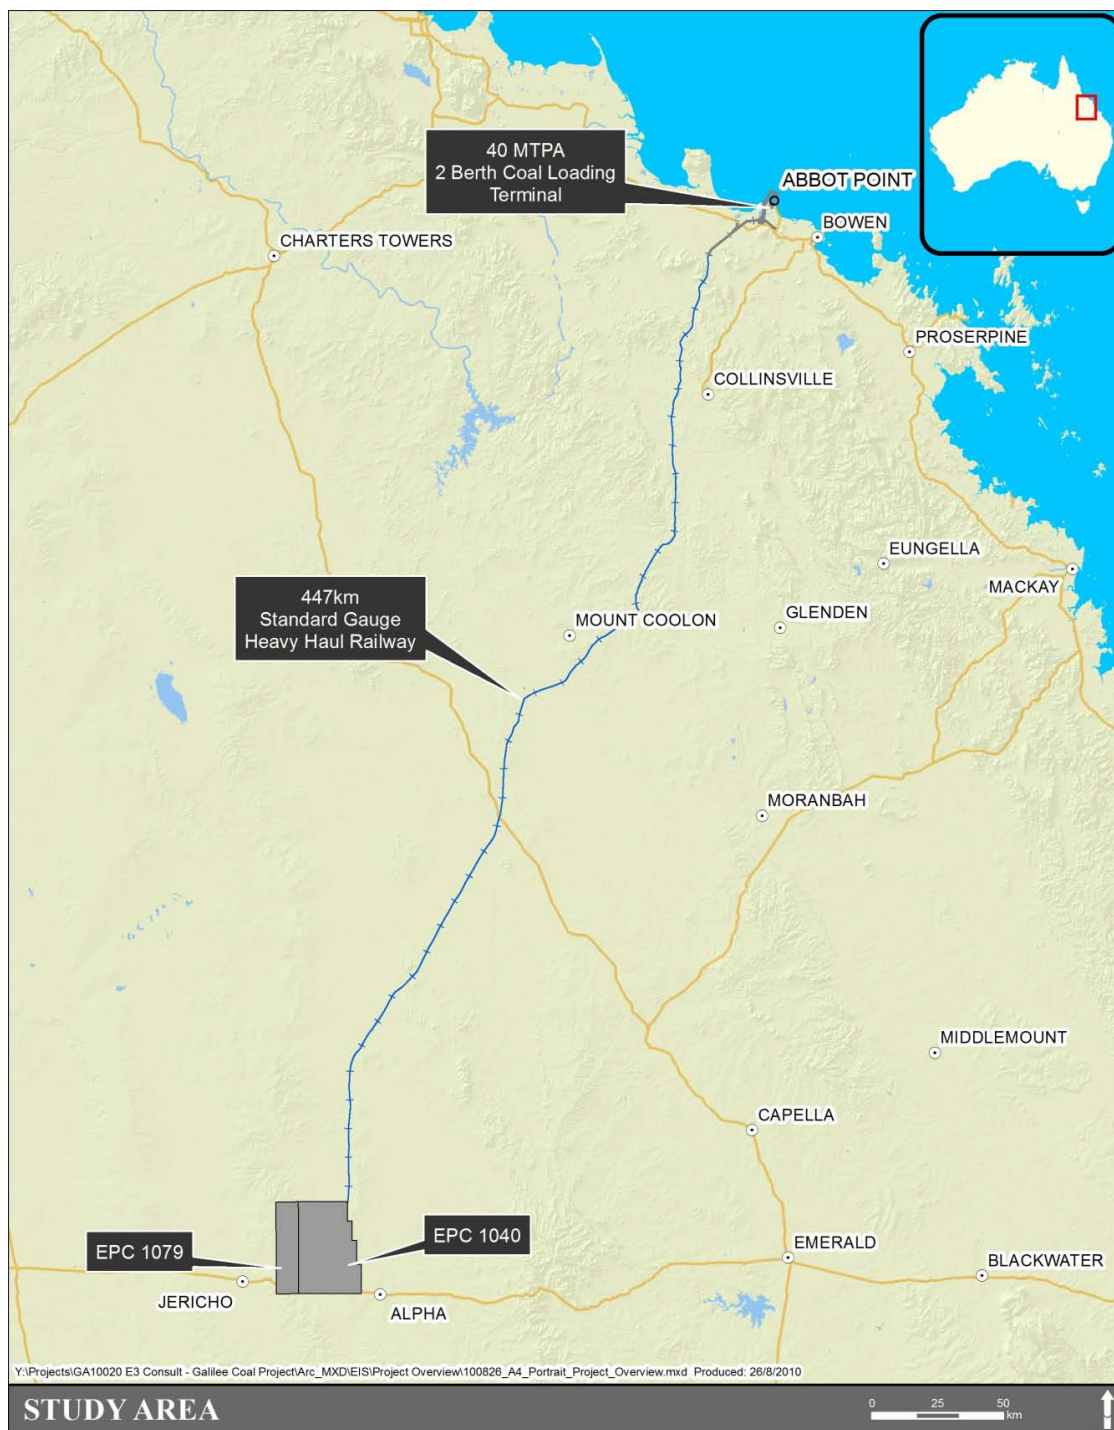 40 MTPA
2 Berth Coal Loading
Terminal
ABBOT POINT
BOWEN
CHARTERS TOWERS
PROSERPINE
COLLINSVILLE
EUNGELLA
MACKAY
447km
Standard Gauge
Heavy Haul Railway
MOUNT COOLON
GLENDEN
MORANBAH
MIDDLEMOUNT
CAPELLA
EPC 1079
EPC 1040
EMERALD
BLACKWATER
JERICHO
ALPHA
Y:\Projects\GA10020 E3 Consult - Galilee Coal Project\Arc_MXD\EIS\Project Overview\100826_A4_Portrait_Project_Overview.mxd Produced: 26/8/2010
STUDY AREA
0 25 50
km